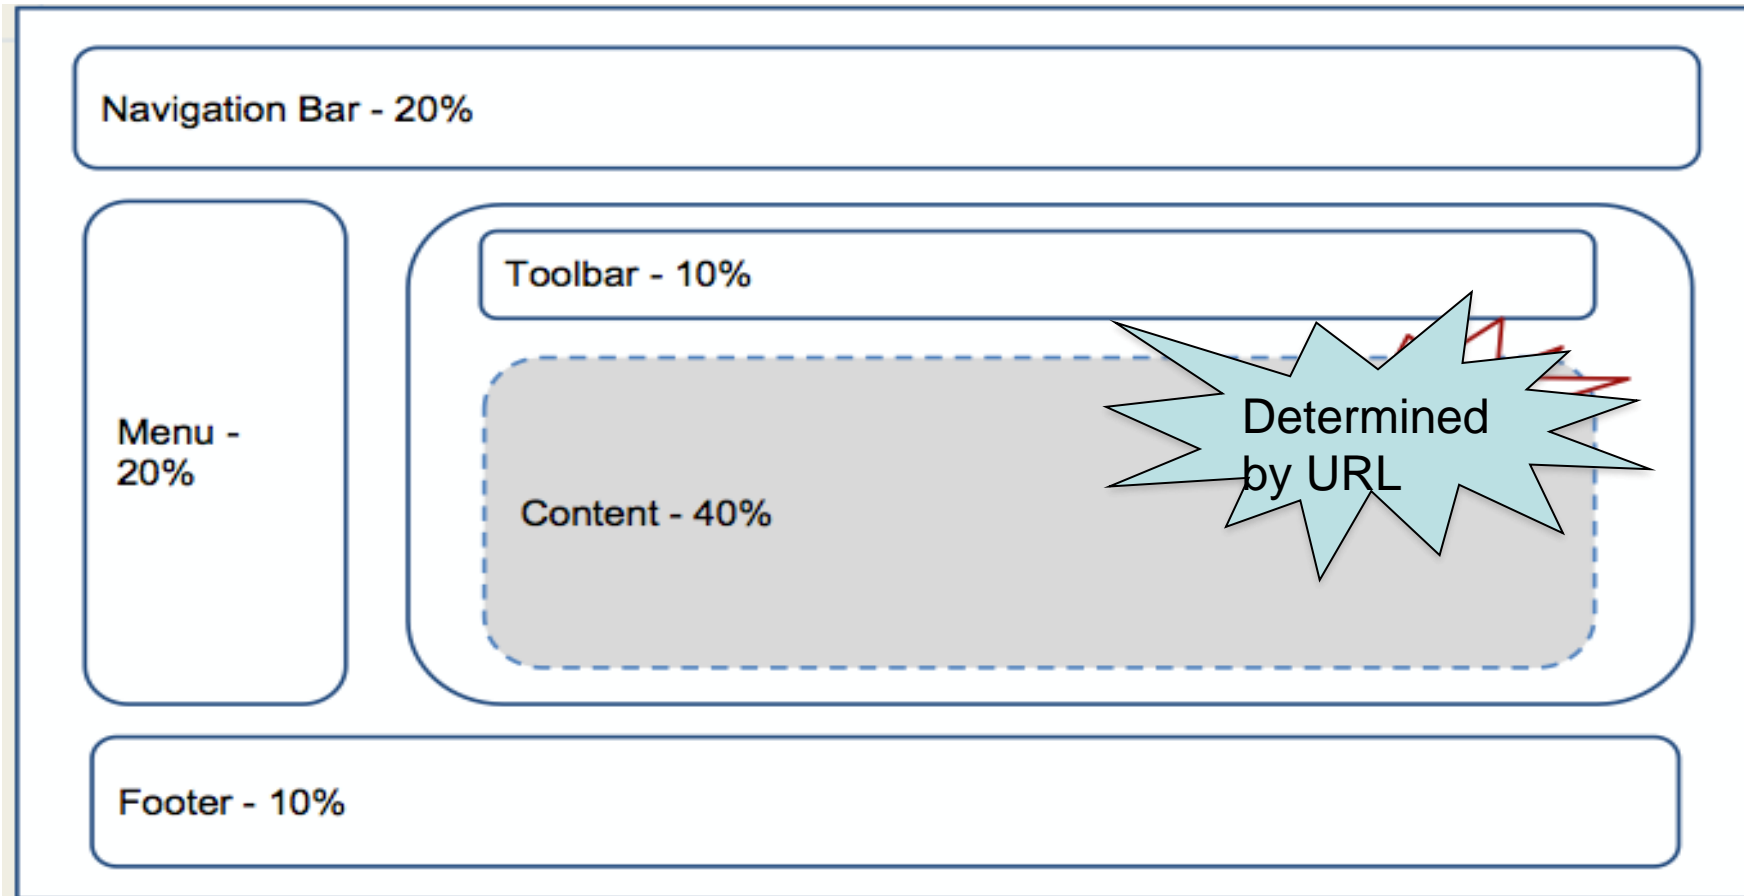 Navigation Bar - 20%
Toolbar - 10%
Menu -
20%
Determined
by URL
Content - 40%
Footer - 10%